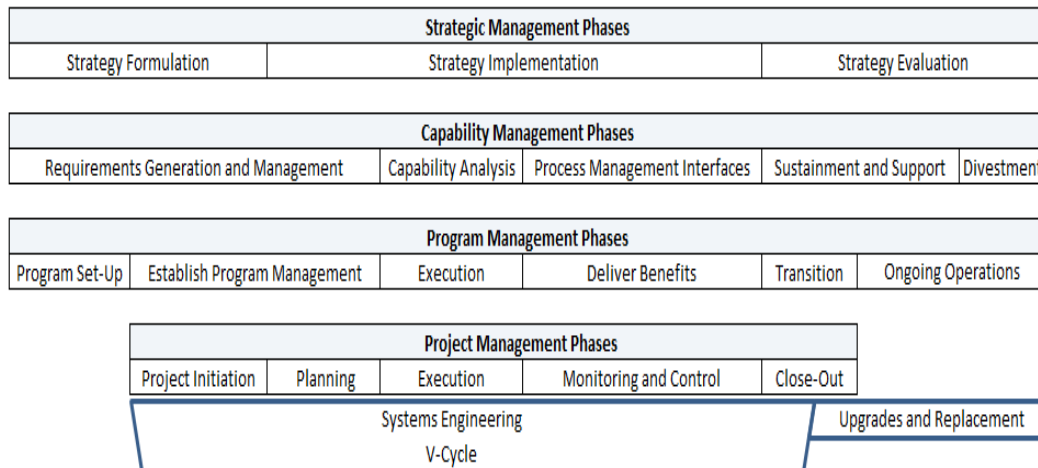 Strategic Management Phases
Strategy Formulation Strategy Implementation Strategy Evaluation
Capability Management Phases
Requirements Generation and Management Capability Analysis Process Management Interfaces Sustainment and Support Divestment
Program Management Phases
Program Set-Up Establish Program Management Execution Deliver Benefits Transition Ongoing Operations
Project Management Phases
Project Initiation Planning Execution Monitoring and Control Close-Out
Systems Engineering Upgrades and Replacement
V-Cycle